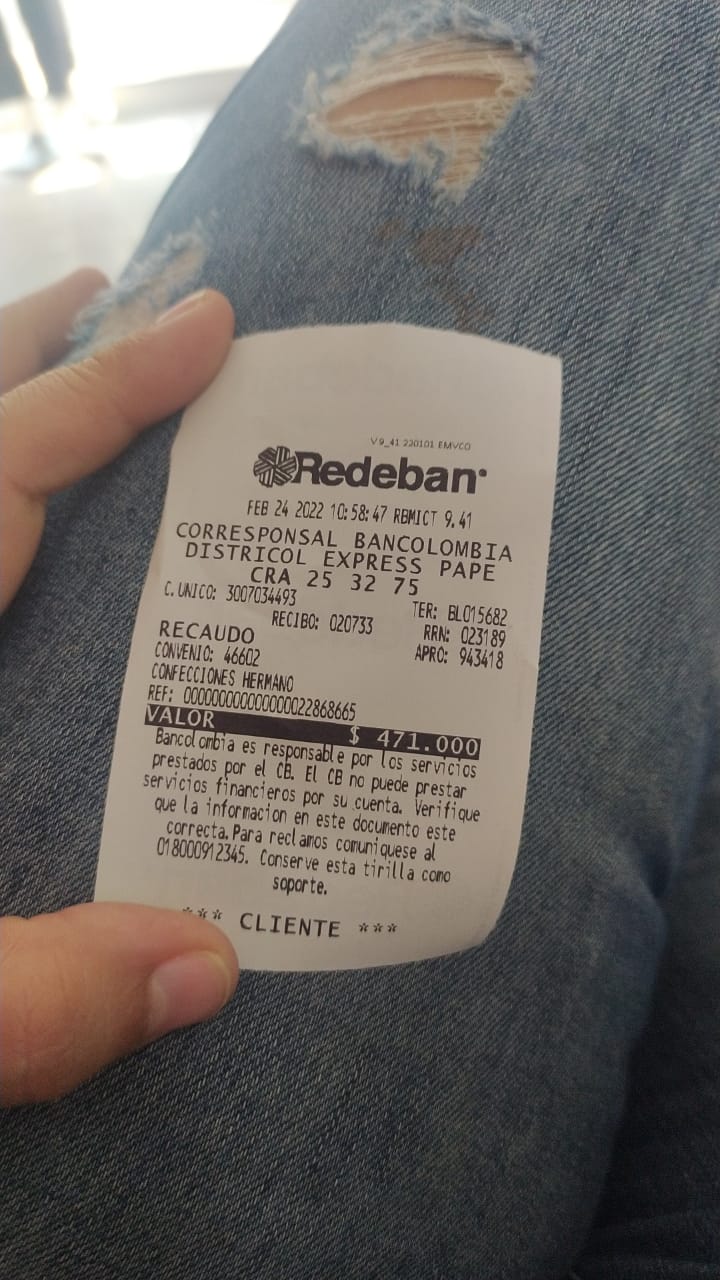 V9_41 220101 EMVCO
Redeban
FEB 24 2022 10:58:47 RBMICT 9.41
CORRESPONSAL BANCOLOMBIA
DISTRICOL EXPRESS PAPE
CRA 25 32 75
C.UNICO: 3007034493 TER: BL015682
RECIBO: 020733 RRN: 023189
RECAUDO APRO: 943418
CONVENIO: 46602
CONFECCIONES HERMANO
REF: 00000000000000022868665
VALOR $ 471.000
Bancolombia es responsable por los servicios
prestados por el CB. El CB no puede prestar
servicios financieros por su cuenta. Verifique
que la informacion en este documento este
correcta.Para reclamos comuniquese al
018000912345. Conserve esta tirilla como
soporte.
*** CLIENTE ***